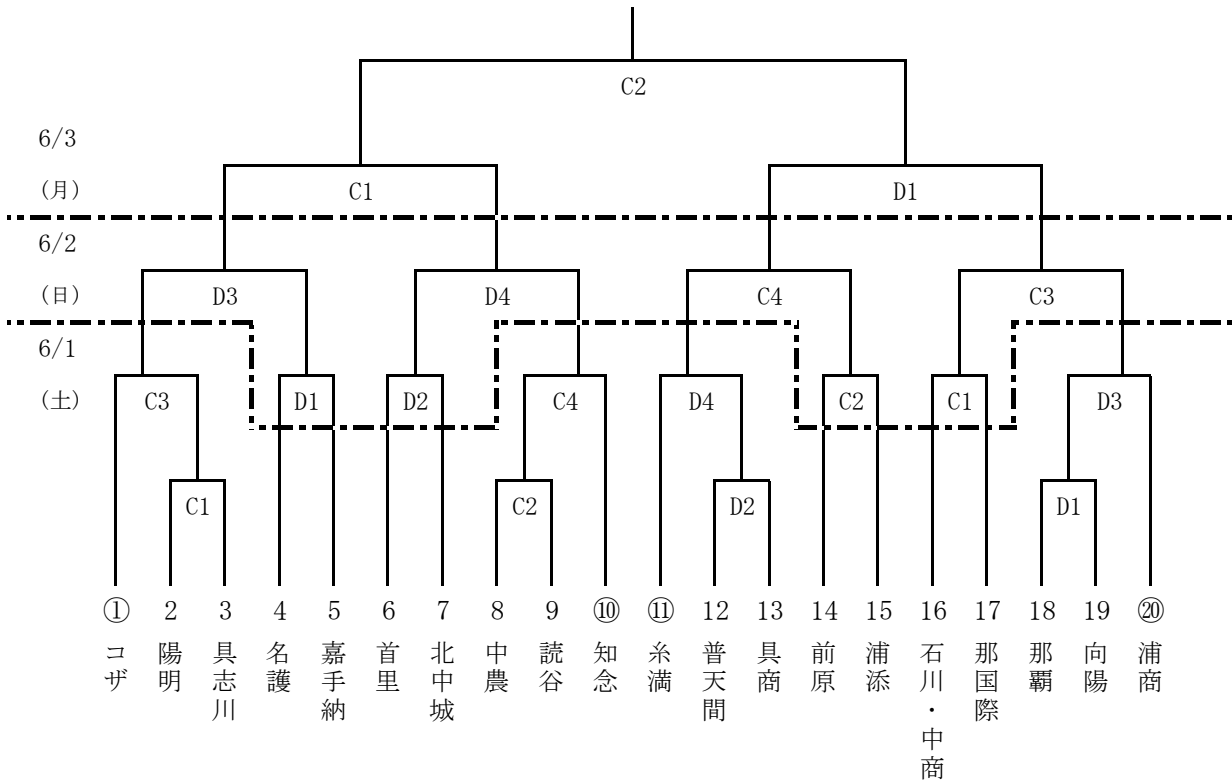 C2
6/3
(月)
C1
D1
6/2
(日)
D3
D4
C4
C3
6/1
(土)
C3
D1
D2
C4
D4
C2
C1
D3
C1
C2
D2
D1
① 2 3 4 5 6 7 8 9 ⑩ ⑪ 12 13 14 15 16 17 18 19 ⑳
コザ
陽明
具志川
名護
嘉手納
首里
北中城
中農
読谷
知念
糸満
普天間
具商
前原
浦添
石川・中商
那国際
那覇
向陽
浦商